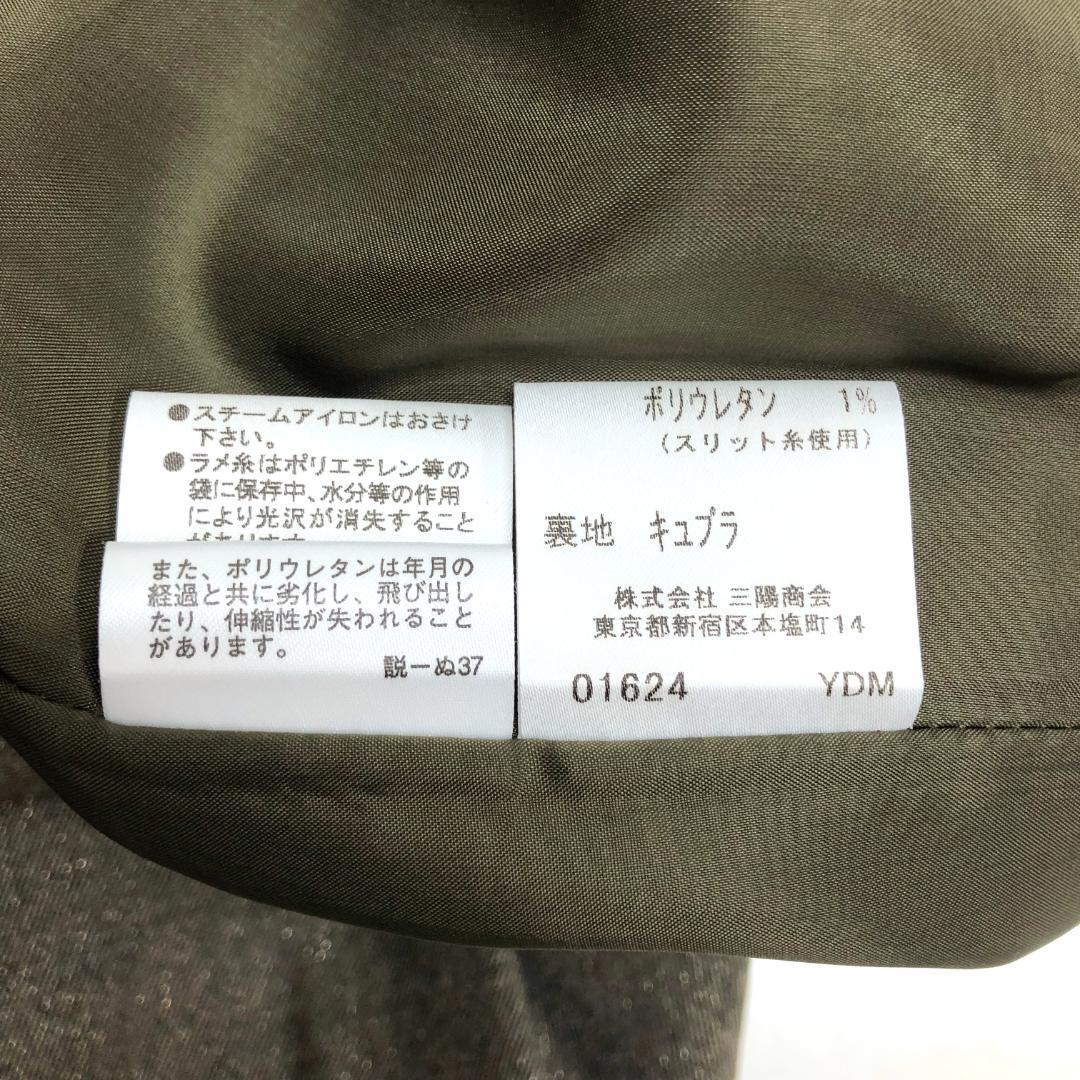 ●スチームアイロンはおさけ
下さい。
●ラメ糸はポリエチレン等の
袋に保存中、水分等の作用
により光沢が消失すること
があります
また、ポリウレタンは年月の
経過と共に劣化し、飛び出し
たり、伸縮性が失われること
があります。
説ーぬ37
ポリウレタン 1%
(スリット糸使用)
裏地 キュプラ
株式会社 三陽商会
東京都新宿区本塩町14
01624 YDM